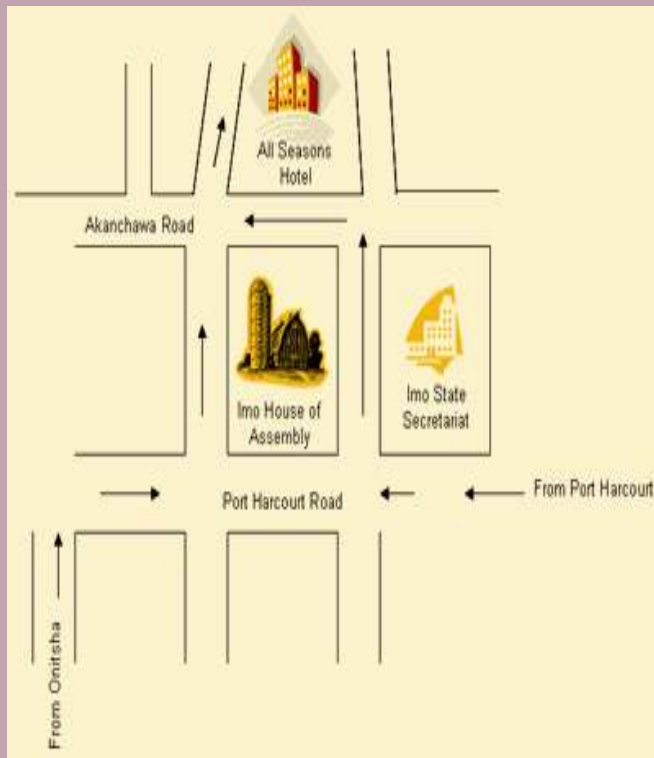 All Seasons
Hotel
Akanchawa Road
Imo House of
Assembly
Imo State
Secretariat
Port Harcourt Road
From Port Harcourt
From Onitsha